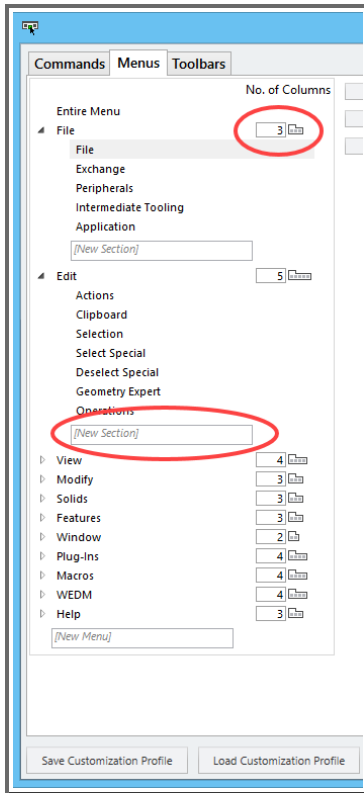 Commands Menus Toolbars
No. of Columns
Entire Menu
File 3
File
Exchange
Peripherals
Intermediate Tooling
Application
[New Section]
Edit 5
Actions
Clipboard
Selection
Select Special
Deselect Special
Geometry Expert
Operations
[New Section]
View 4
Modify 3
Solids 3
Features 3
Window 2
Plug-Ins 4
Macros 4
WEDM 4
Help 3
[New Menu]
Save Customization Profile Load Customization Profile